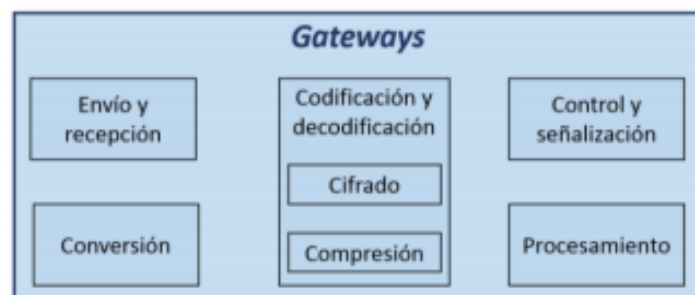 Gateways
Envío y
recepción
Codificación y
decodificación
Control y
señalización
Cifrado
Conversión
Compresión
Procesamiento